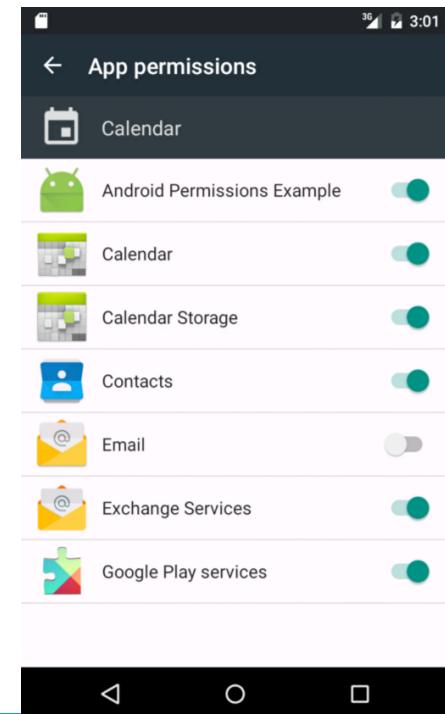 3G 3:01
App permissions
Calendar
Android Permissions Example
Calendar
Calendar Storage
Contacts
@ Email
@ Exchange Services
Google Play services